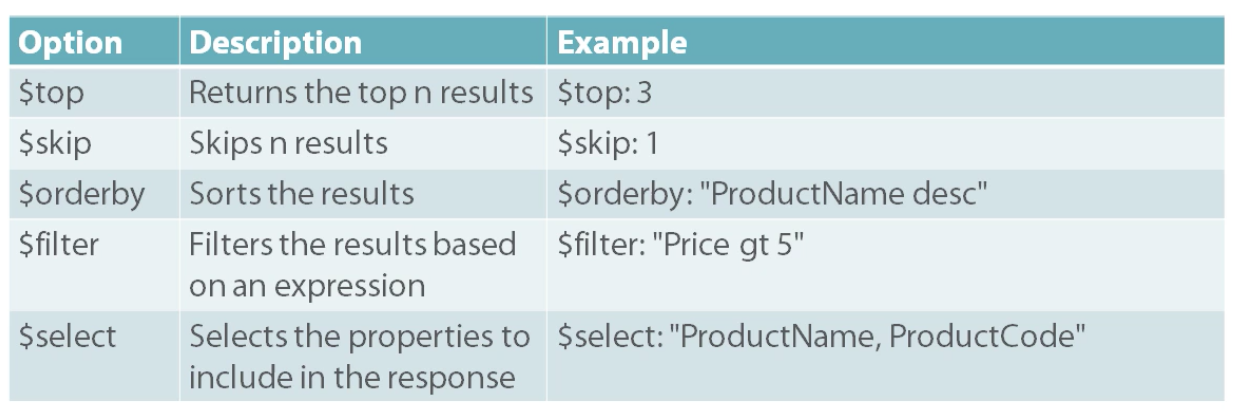 Option Description Example
$top Returns the top n results $top: 3
$skip Skips n results $skip: 1
$orderby Sorts the results $orderby: "ProductName desc"
$filter Filters the results based $filter: "Price gt 5"
on an expression
$select Selects the properties to $select: "ProductName, ProductCode"
include in the response